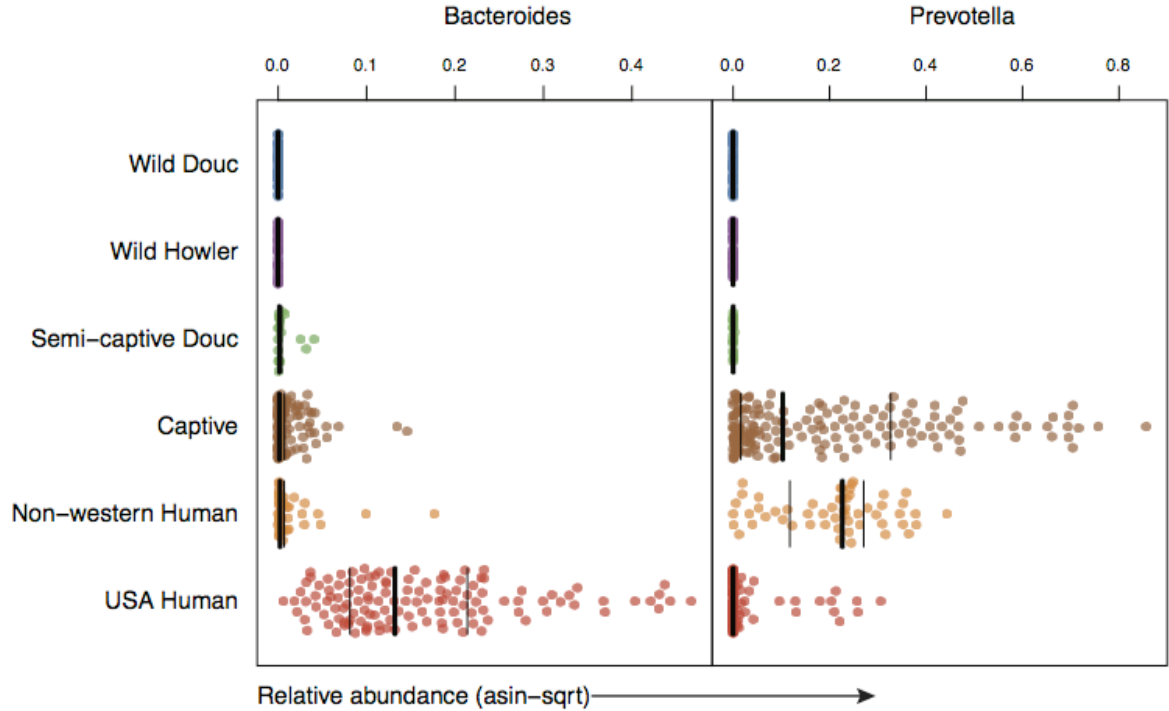 Bacteroides Prevotella
0.0 0.1 0.2 0.3 0.4 0.0 0.2 0.4 0.6 0.8
Wild Douc
Wild Howler
Semi−captive Douc
Captive
Non−western Human
USA Human
Relative abundance (asin−sqrt)